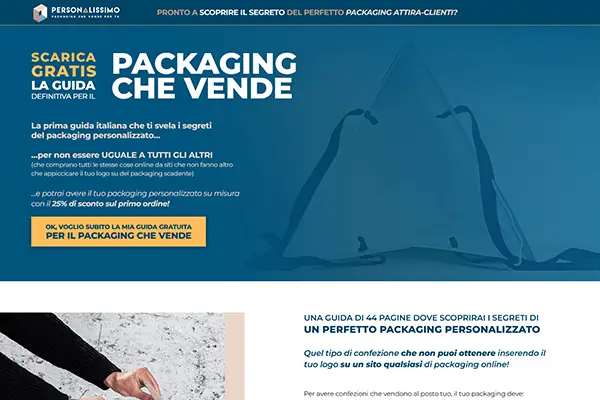 PERSONALISSIMO
PACKAGING CHE VENDE PER TE
PRONTO A SCOPRIRE IL SEGRETO DEL PERFETTO PACKAGING ATTIRA-CLIENTI?
SCARICA
GRATIS
LA GUIDA
DEFINITIVA PER IL
PACKAGING
CHE VENDE
La prima guida italiana che ti svela i segreti
del packaging personalizzato...
...per non essere UGUALE A TUTTI GLI ALTRI
(che comprano tutti le stesse cose online da siti che non fanno altro
che appiccicare il tuo logo su del packaging scadente)
...e potrai avere il tuo packaging personalizzato su misura
con il 25% di sconto sul primo ordine!
OK, VOGLIO SUBITO LA MIA GUIDA GRATUITA
PER IL PACKAGING CHE VENDE
UNA GUIDA DI 44 PAGINE DOVE SCOPRIRAI I SEGRETI DI
UN PERFETTO PACKAGING PERSONALIZZATO
Quel tipo di confezione che non puoi ottenere inserendo il
tuo logo su un sito qualsiasi di packaging online!
Per avere confezioni che vendono al posto tuo, il tuo packaging deve: